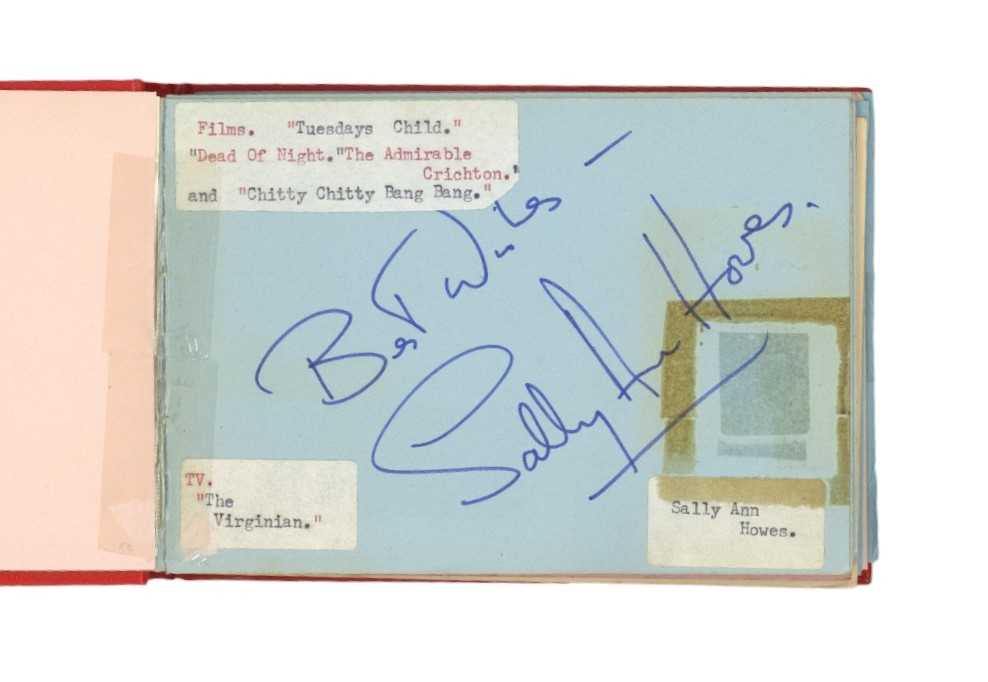 Films. "Tuesdays Child."
"Dead Of Night."The Admirable
Crichton."
and "Chitty Chitty Bang Bang."
Best Wishes -
Sally Ann Howes.
TV.
"The
Virginian."
Sally Ann
Howes.